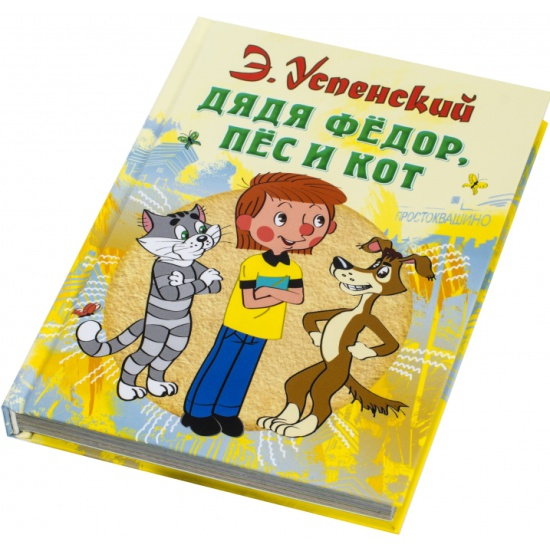 Э. Успенский
ДЯДЯ ФЁДОР,
ПЁС И КОТ
ПРОСТОКВАШИНО